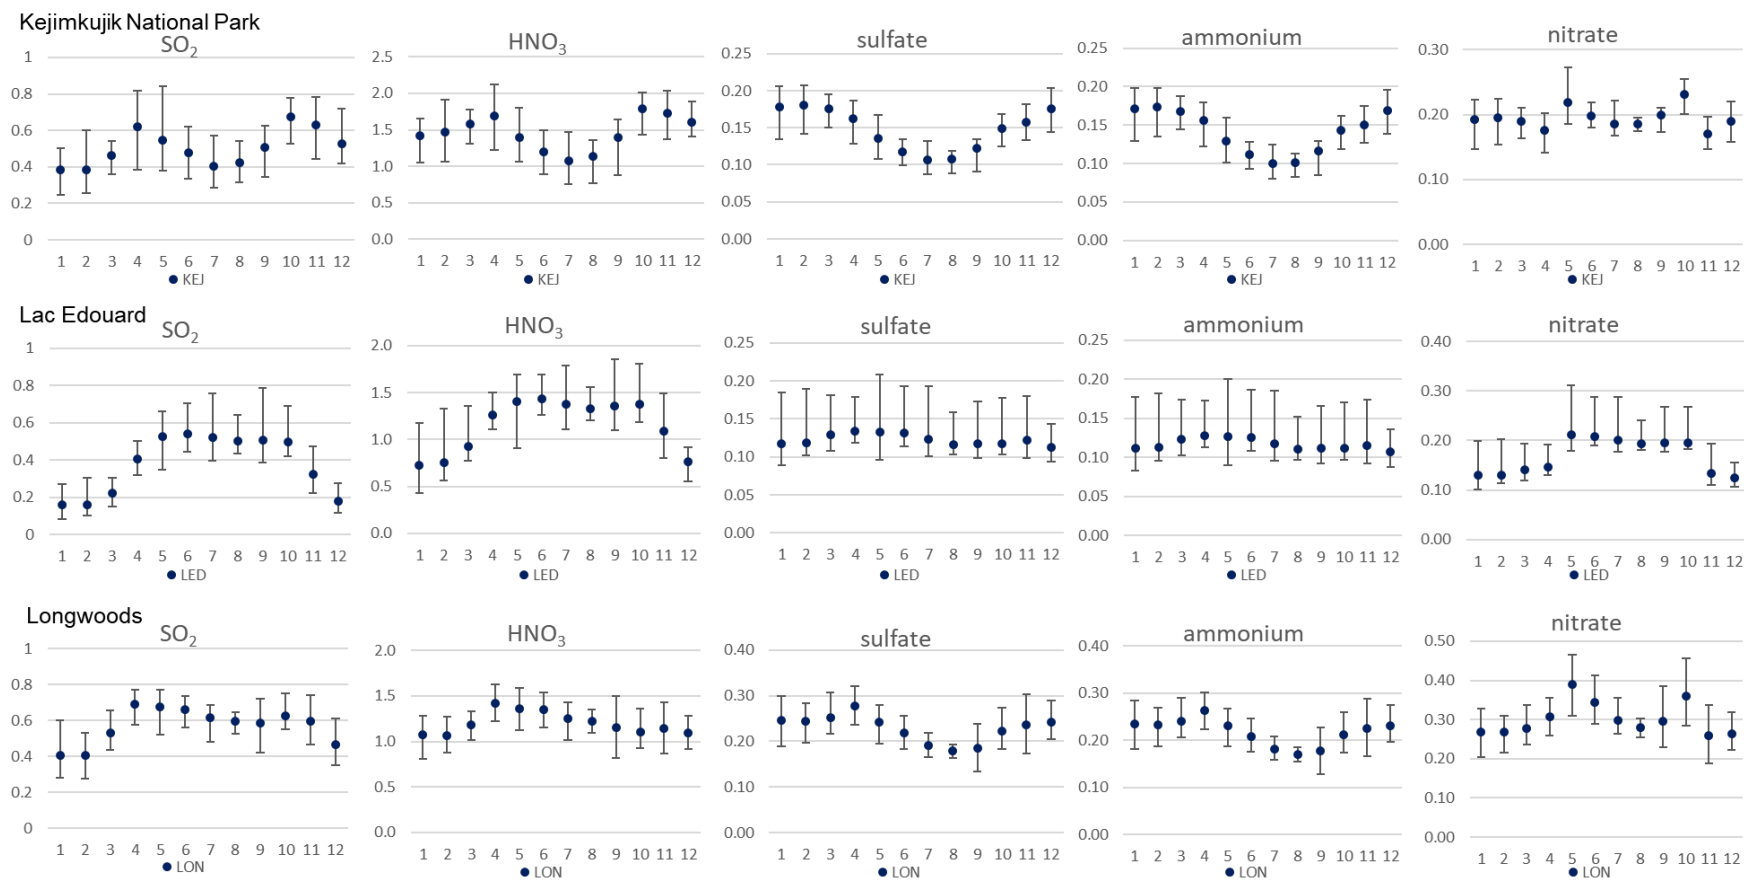 Kejimkujik National Park
SO2
HNO3
sulfate
ammonium
nitrate
1
0.8
0.6
0.4
0.2
0
1 2 3 4 5 6 7 8 9 10 11 12
KEJ
2.5
2.0
1.5
1.0
0.5
0.0
1 2 3 4 5 6 7 8 9 10 11 12
KEJ
0.25
0.20
0.15
0.10
0.05
0.00
1 2 3 4 5 6 7 8 9 10 11 12
KEJ
0.25
0.20
0.15
0.10
0.05
0.00
1 2 3 4 5 6 7 8 9 10 11 12
KEJ
0.30
0.20
0.10
0.00
1 2 3 4 5 6 7 8 9 10 11 12
KEJ
Lac Edouard
SO2
HNO3
sulfate
ammonium
nitrate
1
0.8
0.6
0.4
0.2
0
1 2 3 4 5 6 7 8 9 10 11 12
LED
2.0
1.5
1.0
0.5
0.0
1 2 3 4 5 6 7 8 9 10 11 12
LED
0.25
0.20
0.15
0.10
0.05
0.00
1 2 3 4 5 6 7 8 9 10 11 12
LED
0.25
0.20
0.15
0.10
0.05
0.00
1 2 3 4 5 6 7 8 9 10 11 12
LED
0.40
0.30
0.20
0.10
0.00
1 2 3 4 5 6 7 8 9 10 11 12
LED
Longwoods
SO2
HNO3
sulfate
ammonium
nitrate
1
0.8
0.6
0.4
0.2
0
1 2 3 4 5 6 7 8 9 10 11 12
LON
2.0
1.5
1.0
0.5
0.0
1 2 3 4 5 6 7 8 9 10 11 12
LON
0.40
0.30
0.20
0.10
0.00
1 2 3 4 5 6 7 8 9 10 11 12
LON
0.40
0.30
0.20
0.10
0.00
1 2 3 4 5 6 7 8 9 10 11 12
LON
0.50
0.40
0.30
0.20
0.10
0.00
1 2 3 4 5 6 7 8 9 10 11 12
LON